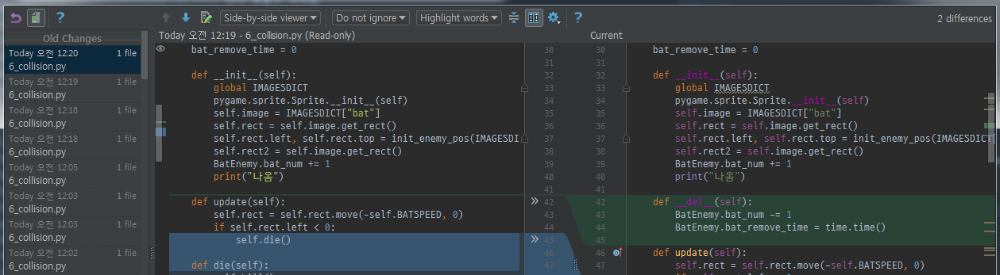 Side-by-side viewer Do not ignore Highlight words 2 differences
Old Changes
Today 오전 12:20 1 file
6_collision.py
Today 오전 12:19 1 file
6_collision.py
Today 오전 12:18 1 file
6_collision.py
Today 오전 12:18 1 file
6_collision.py
Today 오전 12:05 1 file
6_collision.py
Today 오전 12:03 1 file
6_collision.py
Today 오전 12:03 1 file
6_collision.py
Today 오전 12:02 1 file
6_collision.py
Today 오전 12:19 - 6_collision.py (Read-only)
bat_remove_time = 0
def __init__(self):
global IMAGESDICT
pygame.sprite.Sprite.__init__(self)
self.image = IMAGESDICT["bat"]
self.rect = self.image.get_rect()
self.rect.left, self.rect.top = init_enemy_pos(IMAGESDI
self.rect2 = self.image.get_rect()
BatEnemy.bat_num += 1
print("나옴")
def update(self):
self.rect = self.rect.move(-self.BATSPEED, 0)
if self.rect.left < 0:
self.die()
def die(self):
30 30
31 31
32 32
33 33
34 34
35 35
36 36
37 37
38 38
39 39
40 40
41 41
42 42
43 43
44 44
45 45
46 46
47 47
Current
bat_remove_time = 0
def __init__(self):
global IMAGESDICT
pygame.sprite.Sprite.__init__(self)
self.image = IMAGESDICT["bat"]
self.rect = self.image.get_rect()
self.rect.left, self.rect.top = init_enemy_pos(IMAGESDICT[
self.rect2 = self.image.get_rect()
BatEnemy.bat_num += 1
print("나옴")
def __del__(self):
BatEnemy.bat_num -= 1
BatEnemy.bat_remove_time = time.time()
def update(self):
self.rect = self.rect.move(-self.BATSPEED, 0)